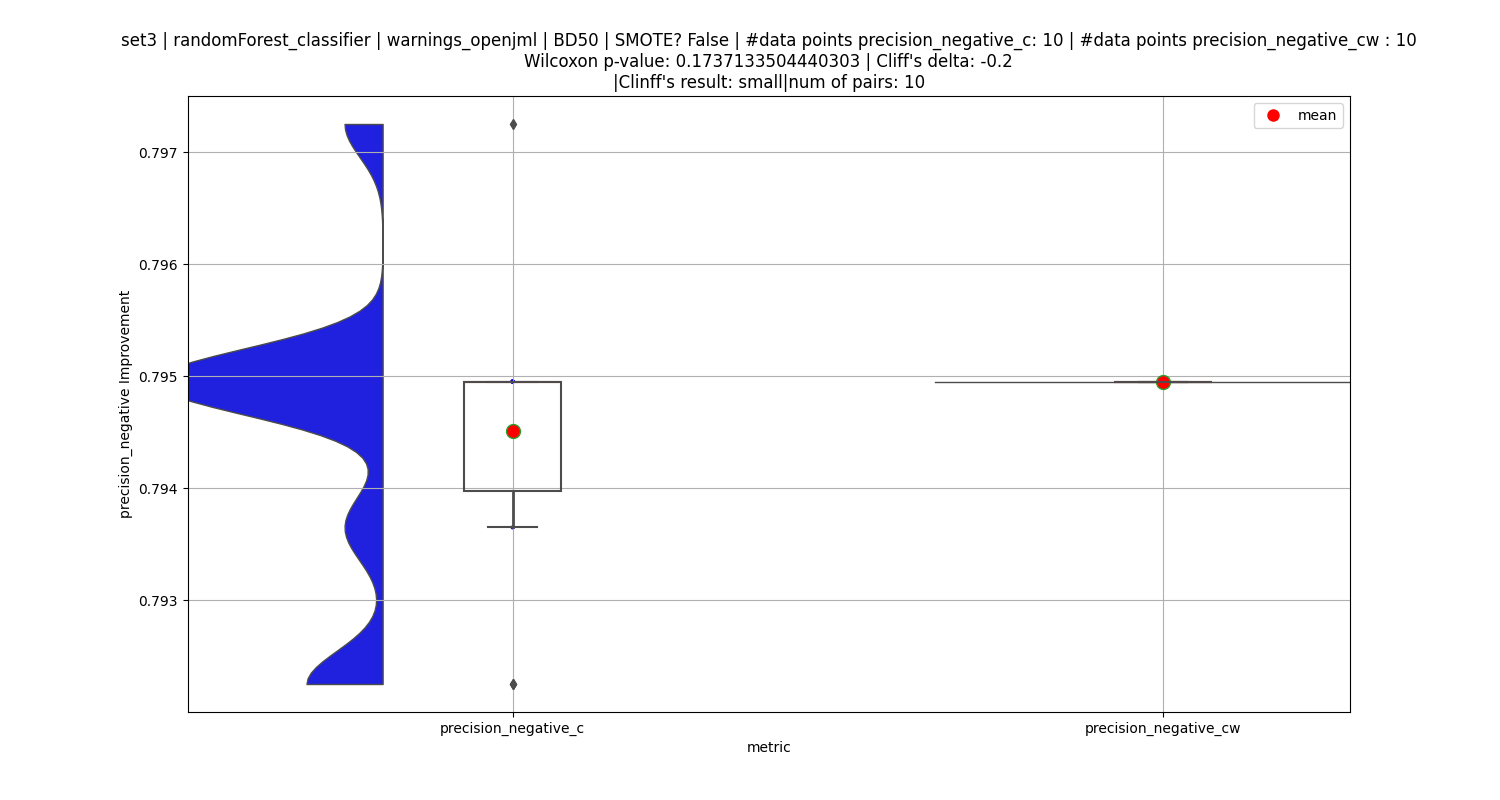 set3 | randomForest_classifier | warnings_openjml | BD50 | SMOTE? False | #data points precision_negative_c: 10 | #data points precision_negative_cw : 10
Wilcoxon p-value: 0.1737133504440303 | Cliff's delta: -0.2
|Clinff's result: small|num of pairs: 10
mean
0.797
0.796
0.795
0.794
0.793
precision_negative Improvement
precision_negative_c
precision_negative_cw
metric